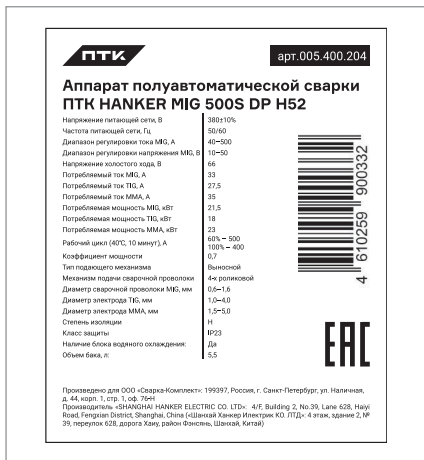 ПТК
арт.005.400.204
Аппарат полуавтоматической сварки
ПТК HANKER MIG 500S DP H52
Напряжение питающей сети, В 380±10%
Частота питающей сети, Гц 50/60
Диапазон регулировки тока MIG, А 40–500
Диапазон регулировки напряжения MIG, В 10–50
Напряжение холостого хода, В 66
Потребляемый ток MIG, А 33
Потребляемый ток TIG, А 27,5
Потребляемый ток MMA, А 35
Потребляемая мощность MIG, кВт 21,5
Потребляемая мощность TIG, кВт 18
Потребляемая мощность MMA, кВт 23
Рабочий цикл (40°С, 10 минут), А 60% – 500
100% – 400
Коэффициент мощности 0,7
Тип подающего механизма Выносной
Механизм подачи сварочной проволоки 4-х роликовой
Диаметр сварочной проволоки MIG, мм 0,6–1,6
Диаметр электрода TIG, мм 1,0–4,0
Диаметр электрода MMA, мм 1,5–5,0
Степень изоляции H
Класс защиты IP23
Наличие блока водяного охлаждения: Да
Объем бака, л: 5,5
4 610259 900332
EAC
Произведено для ООО «Сварка-Комплект»: 199397, Россия, г. Санкт-Петербург, ул. Наличная,
д. 44, корп. 1, стр. 1, оф. 76-Н
Производитель «SHANGHAI HANKER ELECTRIC CO. LTD»: 4/F, Building 2, No.39, Lane 628, Haiyi
Road, Fengxian District, Shanghai, China («Шанхай Ханкер Илектрик КО. ЛТД»: 4 этаж, здание 2, №
39, переулок 628, дорога Хаиу, район Фэнсянь, Шанхай, Китай)